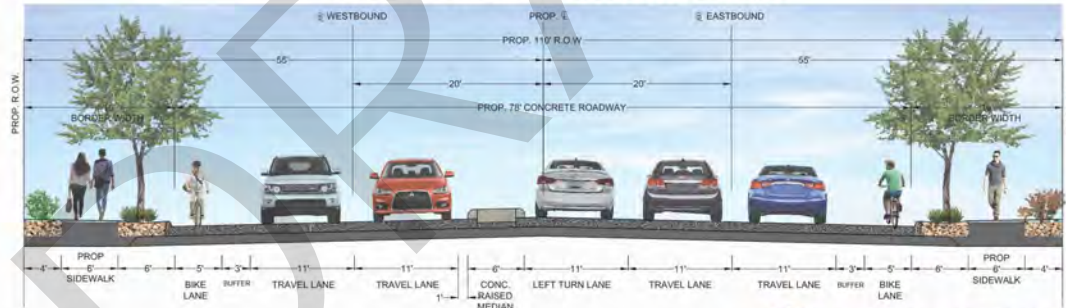 ℄ WESTBOUND PROP. ℄ ℄ EASTBOUND
PROP. 110' R.O.W.
55' 55'
20' 20'
PROP. 78' CONCRETE ROADWAY
PROP. R.O.W.
BORDER WIDTH BORDER WIDTH
4' 6' 6' 5' 3' 11' 11' 6' 11' 11' 11' 3' 5' 6' 6' 4'
PROP SIDEWALK
BIKE LANE
BUFFER
TRAVEL LANE
TRAVEL LANE
1'
CONC. RAISED MEDIAN
LEFT TURN LANE
TRAVEL LANE
TRAVEL LANE
BUFFER
BIKE LANE
PROP SIDEWALK